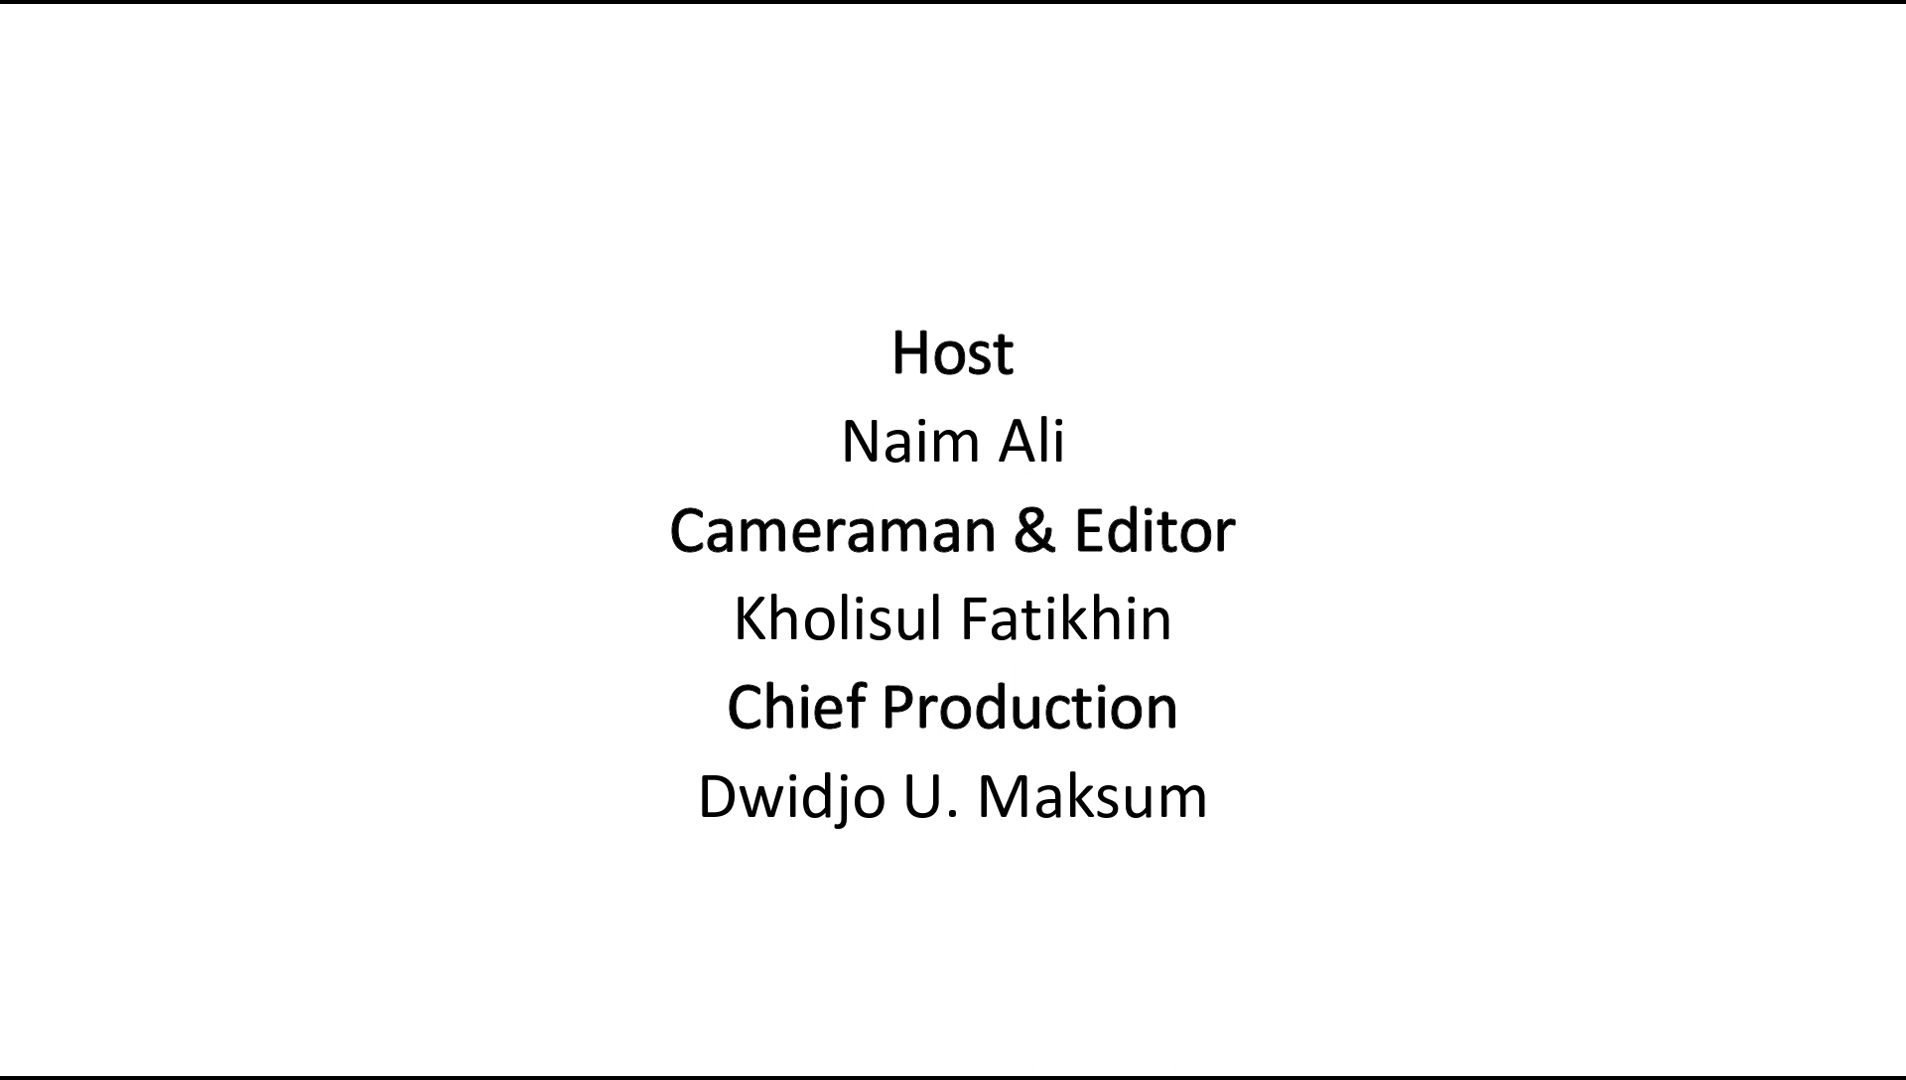 Host
Naim Ali
Cameraman & Editor
Kholisul Fatikhin
Chief Production
Dwidjo U. Maksum